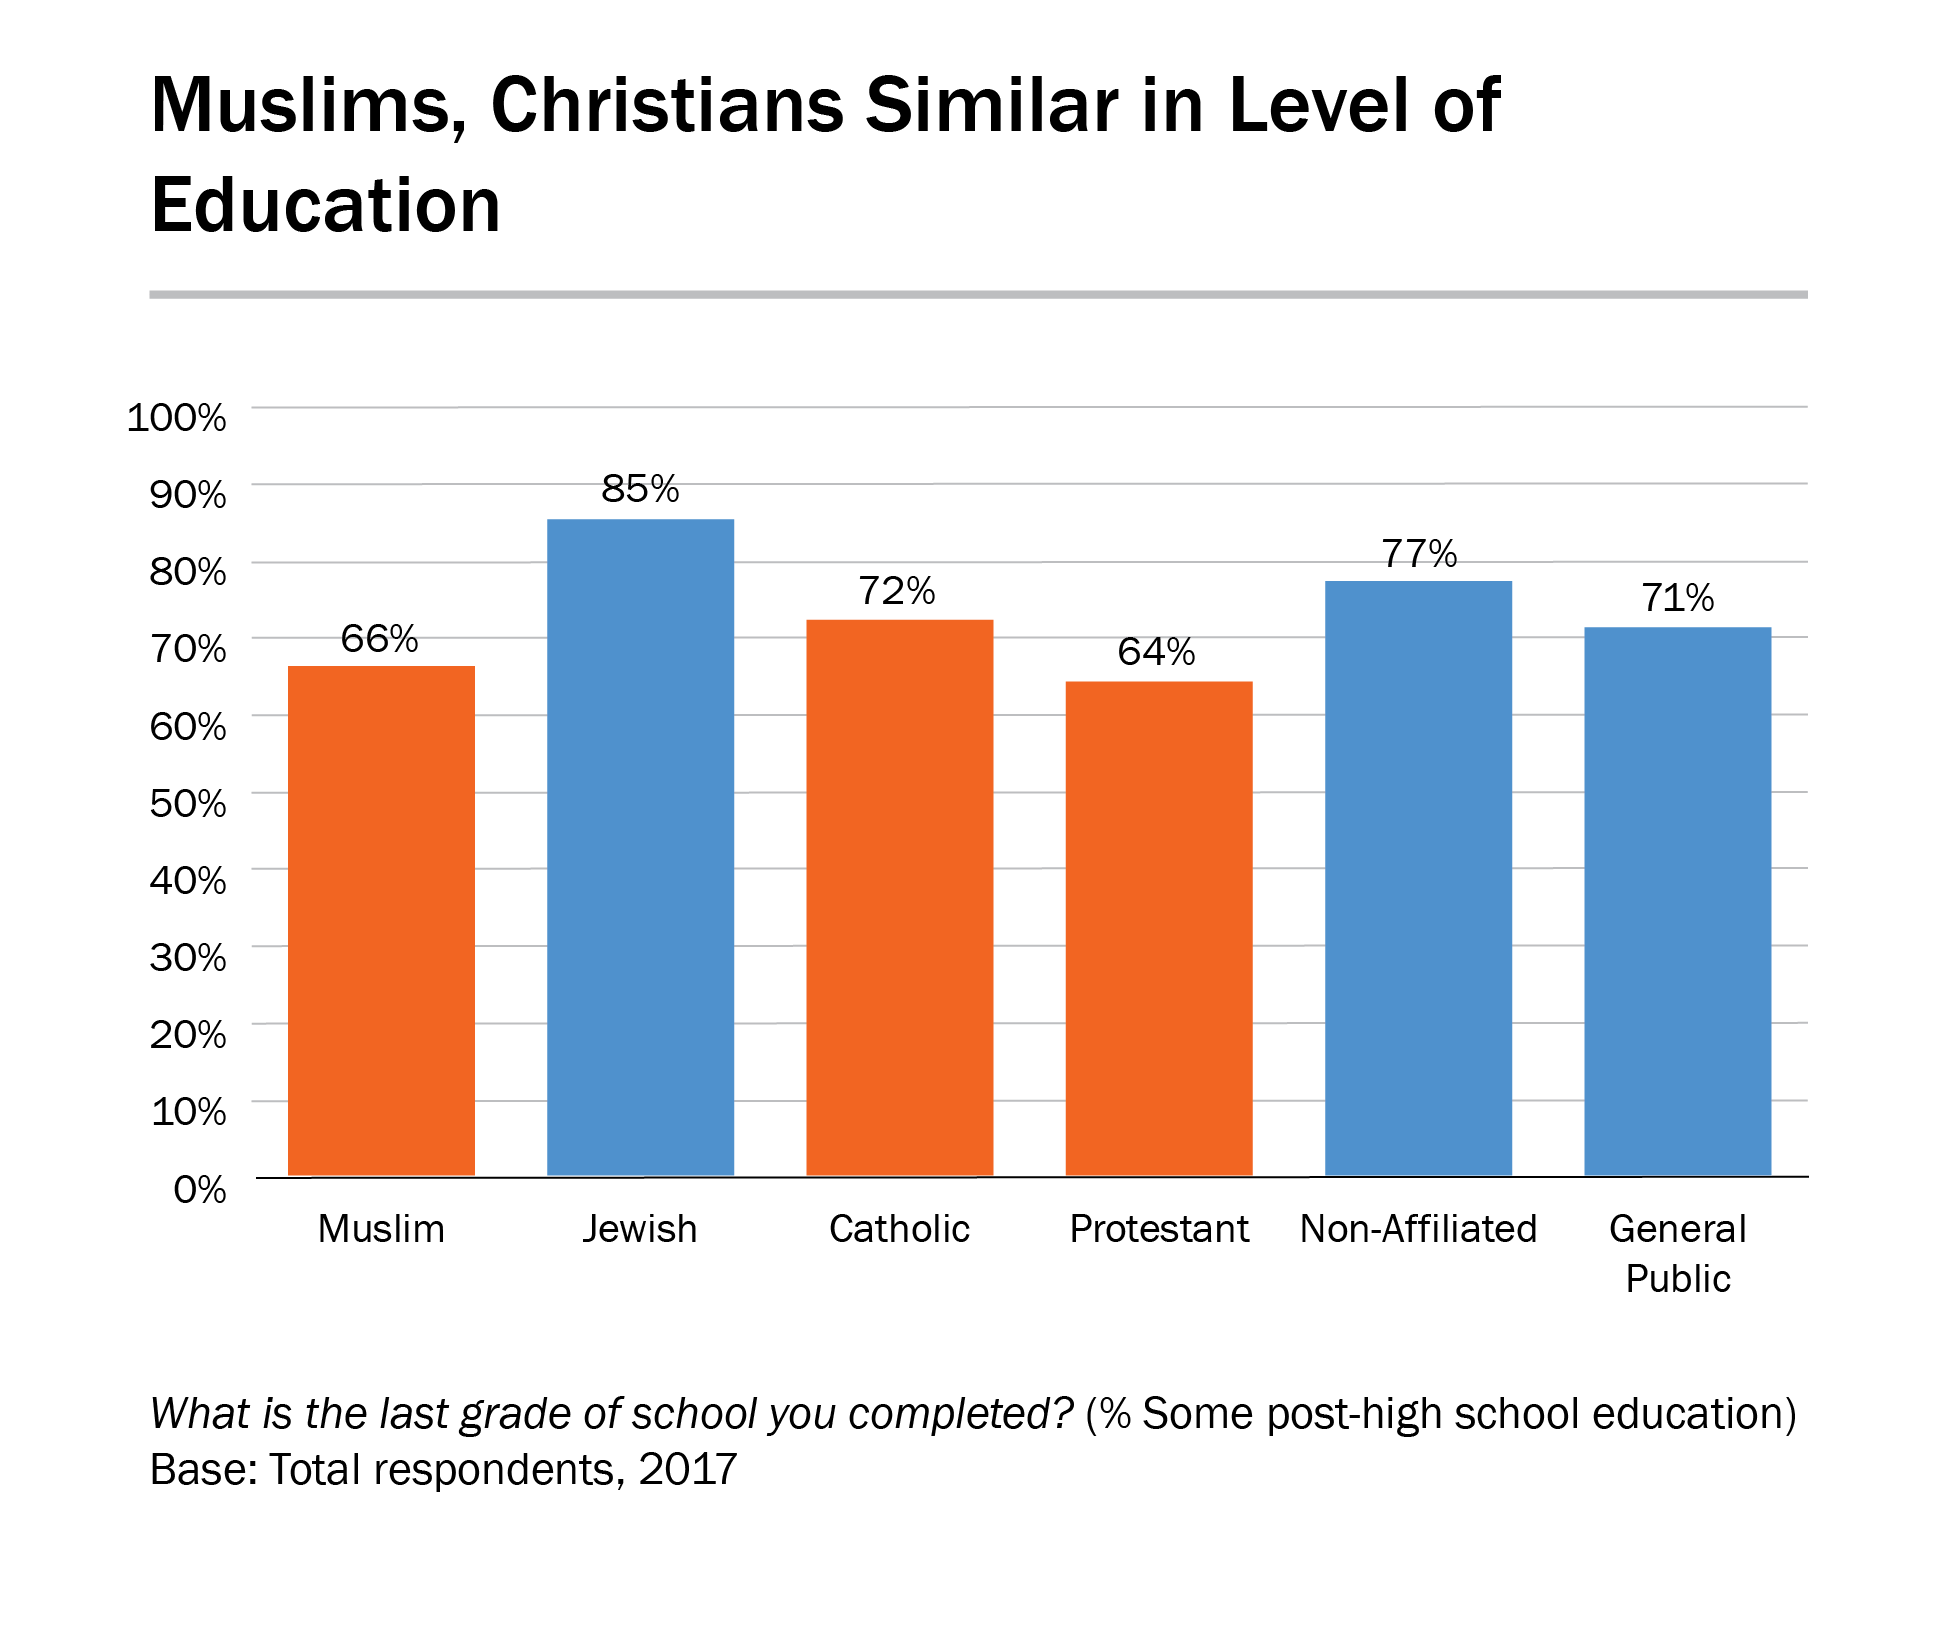 Muslims, Christians Similar in Level of
Education
100%
90%
80%
70%
60%
50%
40%
30%
20%
10%
0%
66%
85%
72%
64%
77%
71%
Muslim
Jewish
Catholic
Protestant
Non-Affiliated
General
Public
What is the last grade of school you completed? (% Some post-high school education)
Base: Total respondents, 2017